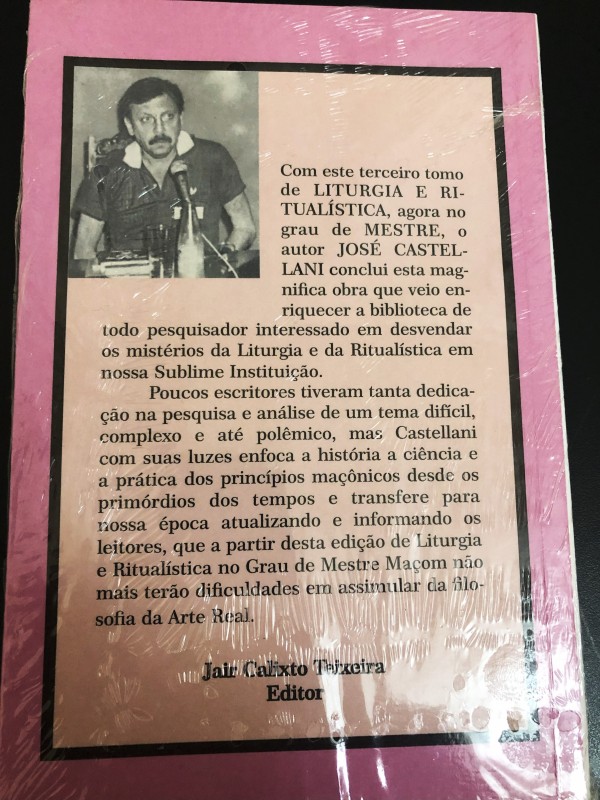 Com este terceiro tomo
de LITURGIA E RI-
TUALÍSTICA, agora no
grau de MESTRE, o
autor JOSÉ CASTEL-
LANI conclui esta mag-
nifica obra que veio en-
riquecer a biblioteca de
todo pesquisador interessado em desvendar
os mistérios da Liturgia e da Ritualística em
nossa Sublime Instituição.
Poucos escritores tiveram tanta dedica-
ção na pesquisa e análise de um tema difícil,
complexo e até polêmico, mas Castellani
com suas luzes enfoca a história a ciência e
a prática dos princípios maçônicos desde os
primórdios dos tempos e transfere para
nossa época atualizando e informando os
leitores, que a partir desta edição de Liturgia
e Ritualística no Grau de Mestre Maçom não
mais terão dificuldades em assimular da filo-
sofia da Arte Real.
Jair Calixto Teixeira
Editor